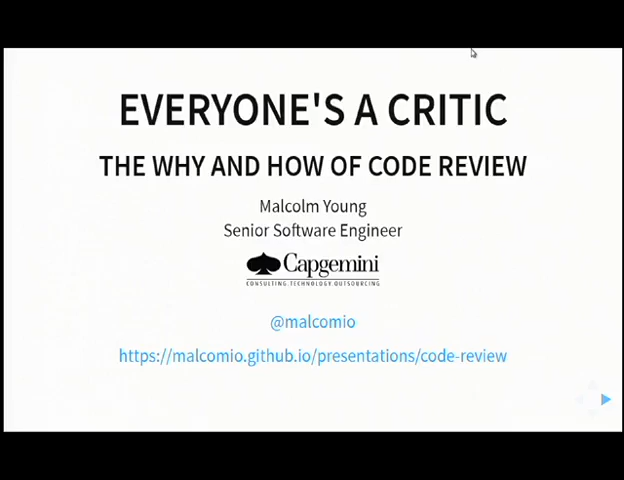 EVERYONE'S A CRITIC
THE WHY AND HOW OF CODE REVIEW
Malcolm Young
Senior Software Engineer
Capgemini
CONSULTING.TECHNOLOGY.OUTSOURCING
@malcomio
https://malcomio.github.io/presentations/code-review